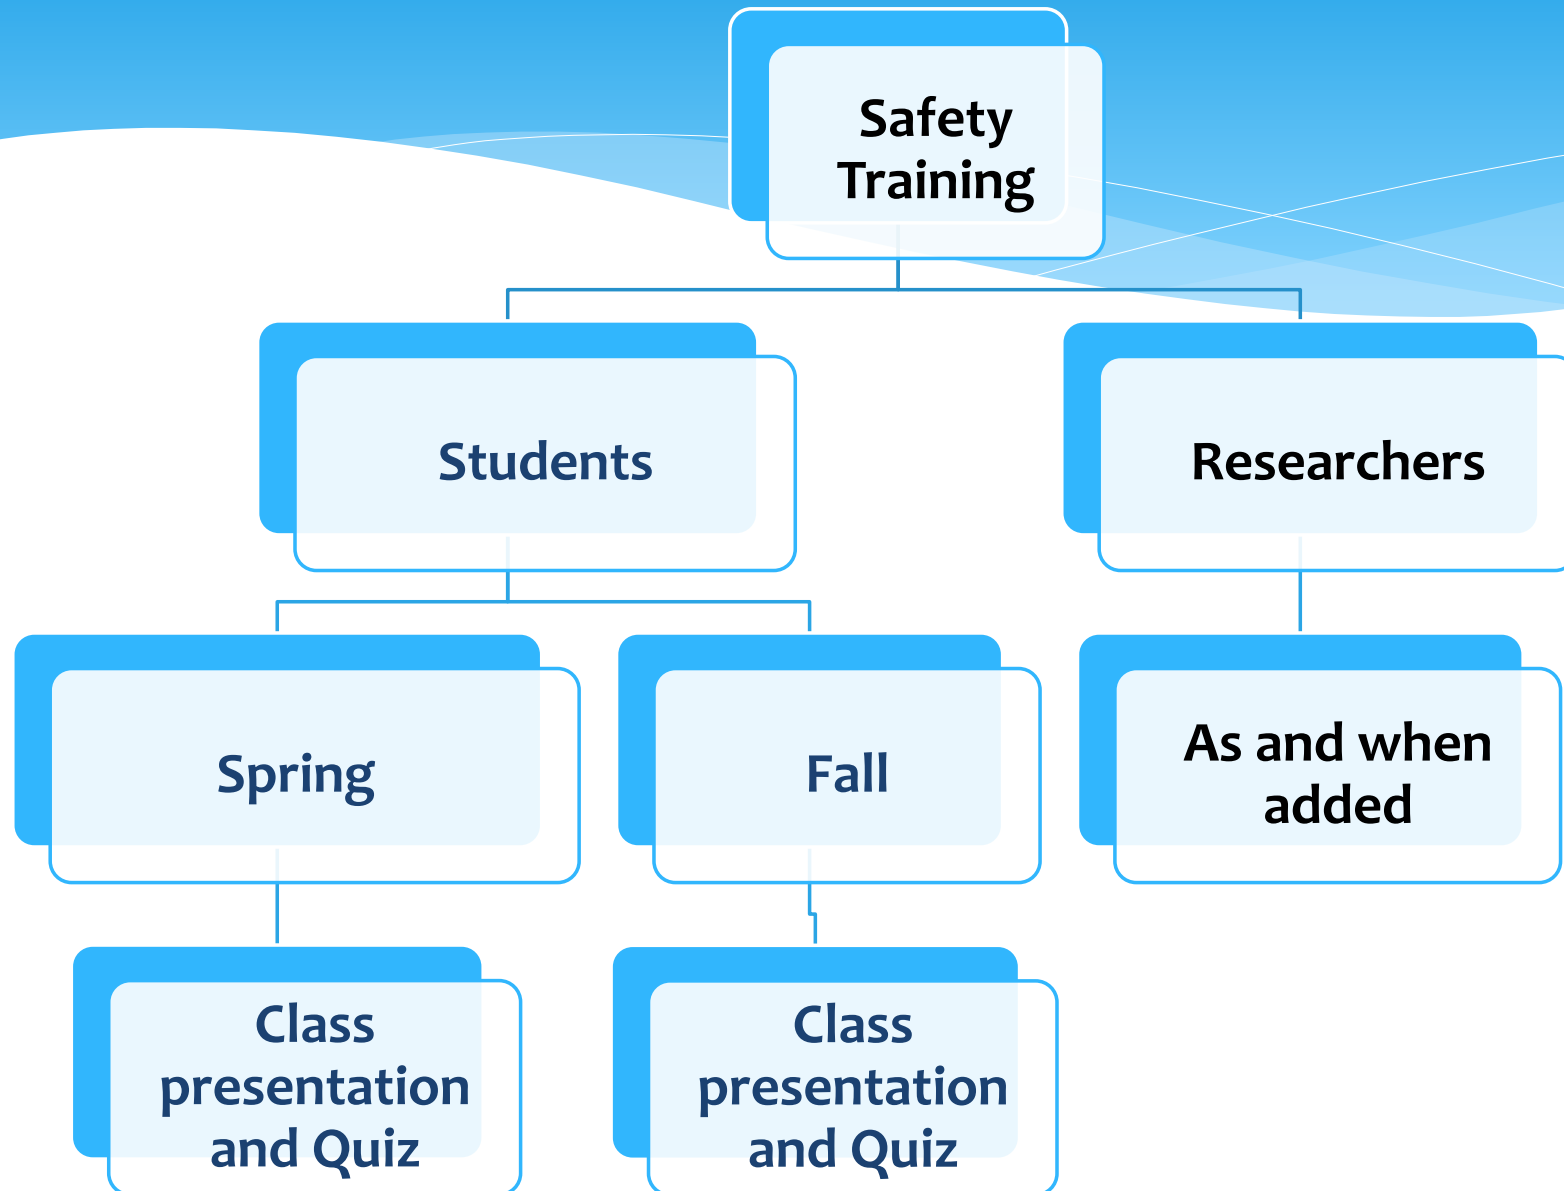 Safety
Training
Students
Researchers
Spring
Fall
As and when
added
Class
presentation
and Quiz
Class
presentation
and Quiz